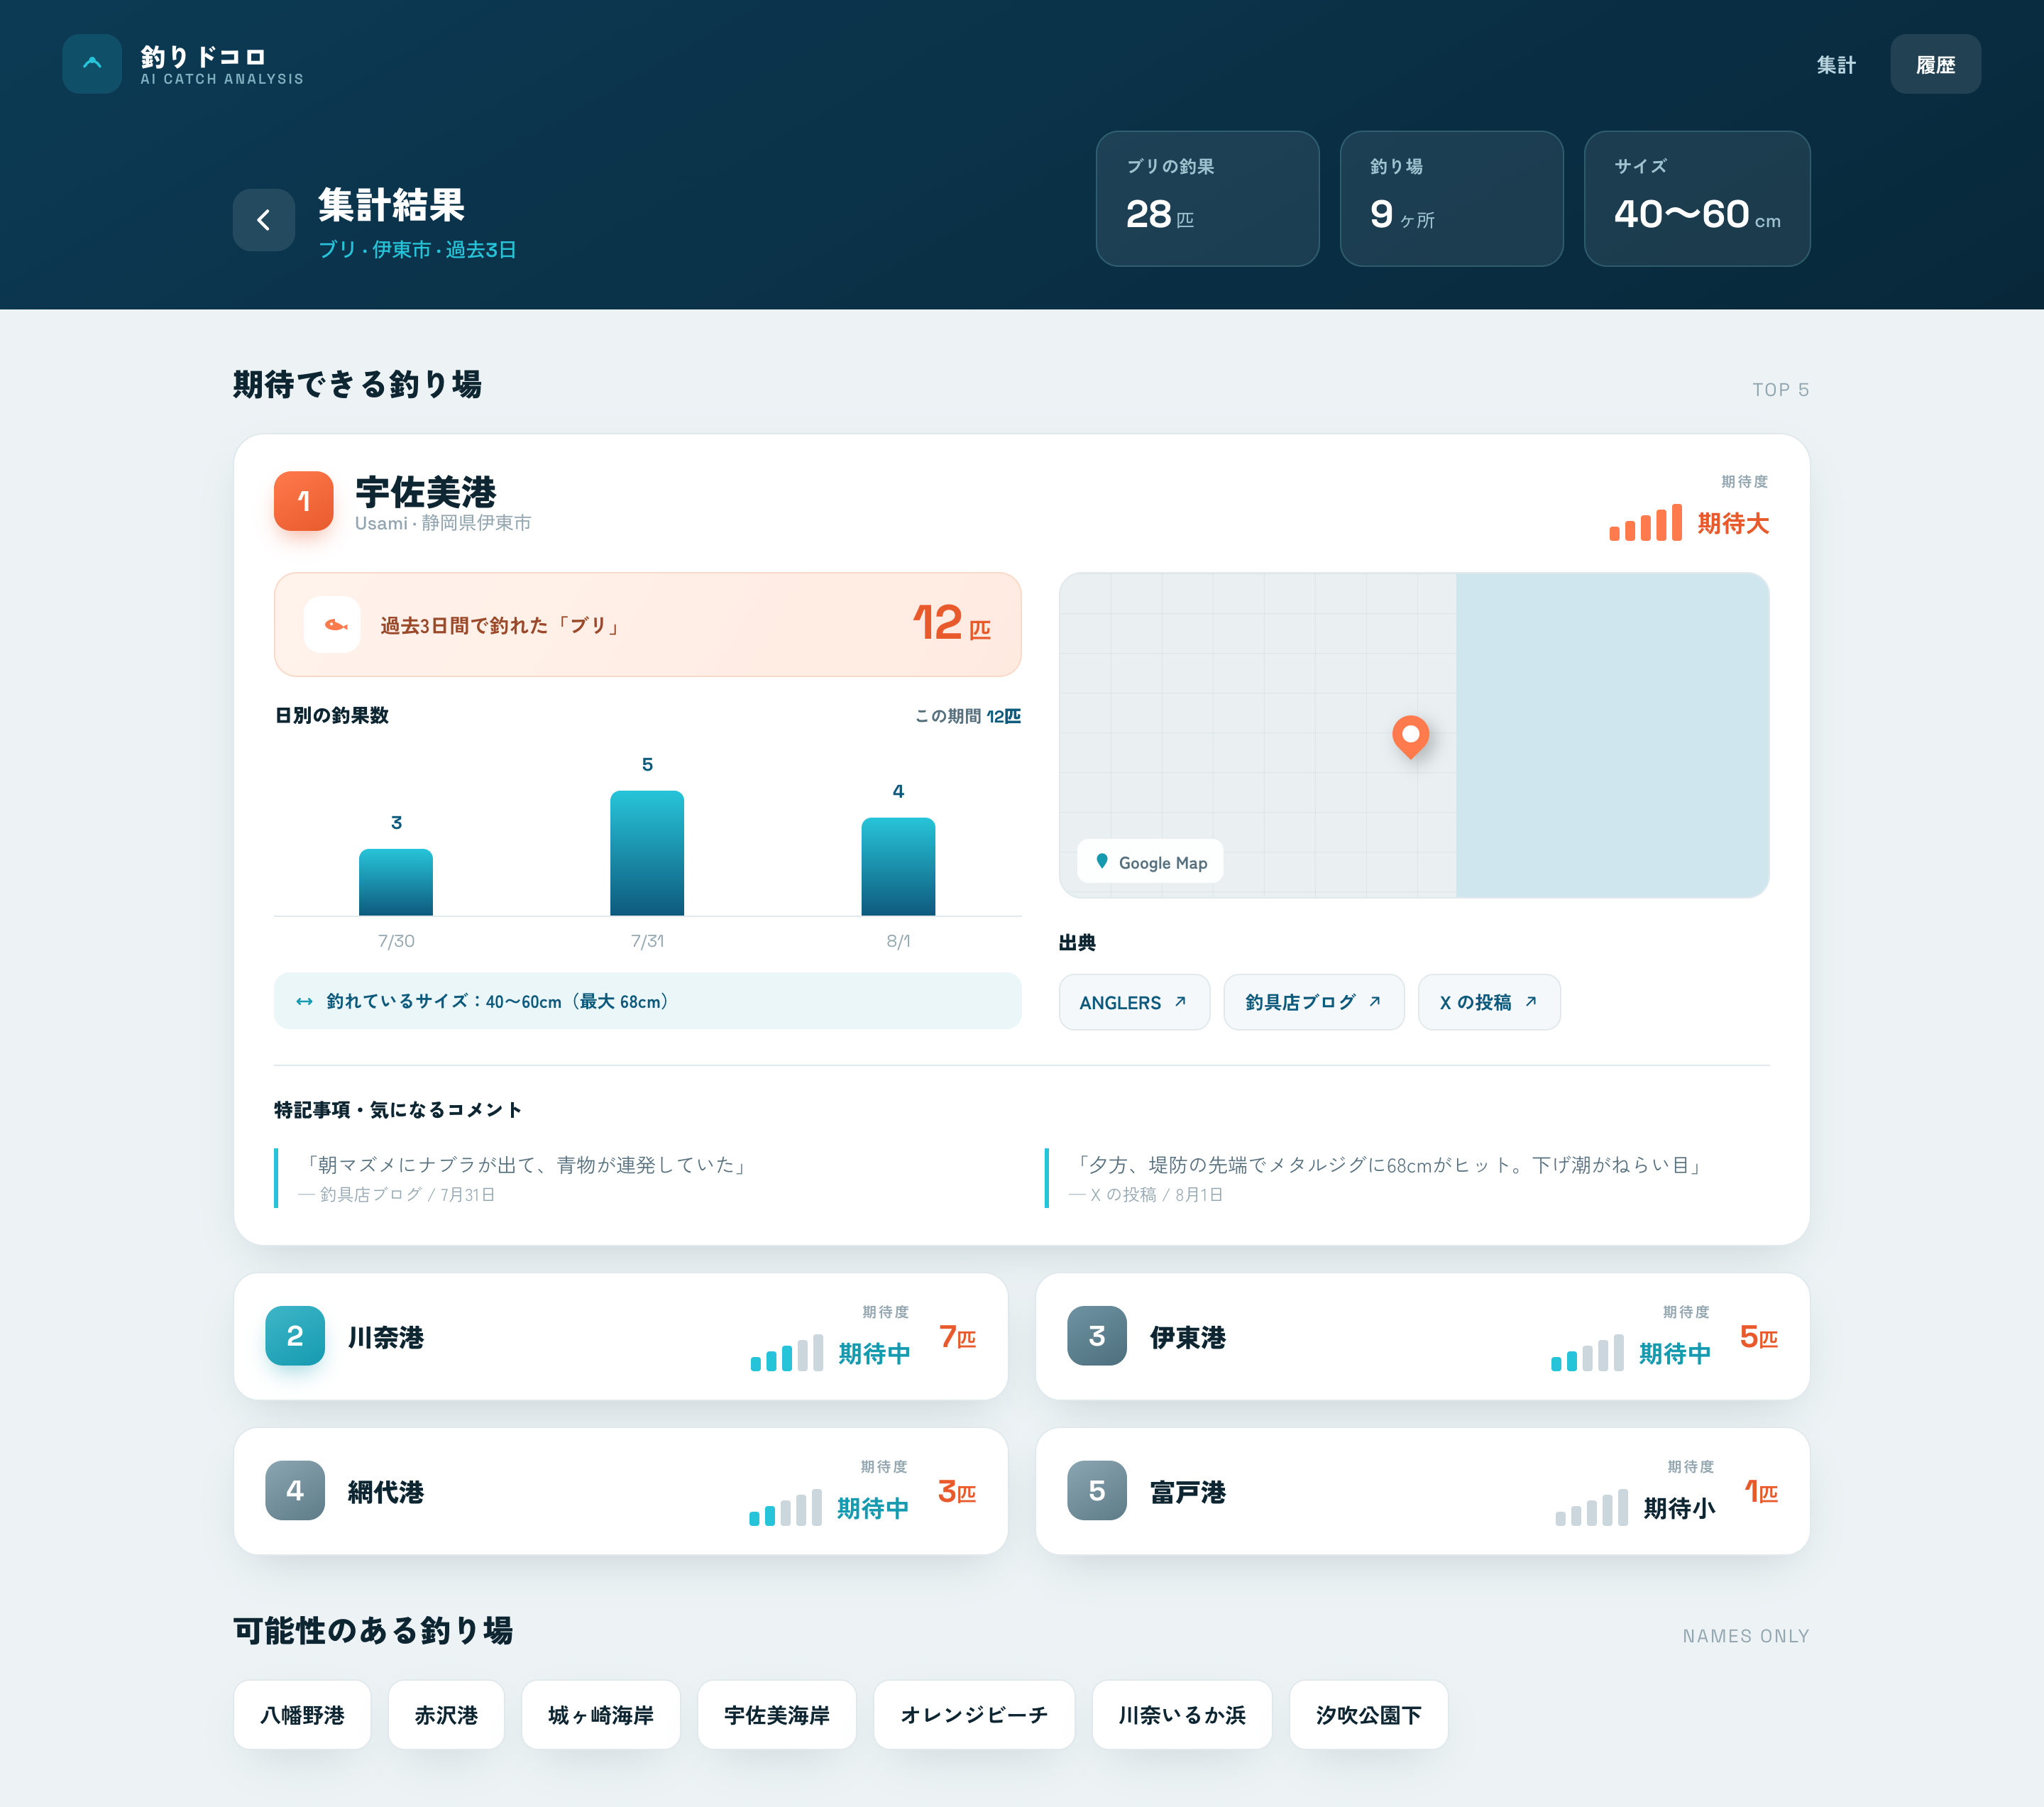 釣りドコロ
AI CATCH ANALYSIS
集計
履歴
集計結果
ブリ・伊東市・過去3日
ブリの釣果
28 匹
釣り場
9 ヶ所
サイズ
40〜60 cm
期待できる釣り場
TOP 5
1
宇佐美港
Usami・静岡県伊東市
期待度
期待大
過去3日間で釣れた「ブリ」
12 匹
日別の釣果数
この期間 12匹
3
5
4
7/30
7/31
8/1
釣れているサイズ：40〜60cm（最大 68cm）
Google Map
出典
ANGLERS
釣具店ブログ
X の投稿
特記事項・気になるコメント
「朝マズメにナブラが出て、青物が連発していた」
— 釣具店ブログ / 7月31日
「夕方、堤防の先端でメタルジグに68cmがヒット。下げ潮がねらい目」
— X の投稿 / 8月1日
2
川奈港
期待度
期待中
7匹
3
伊東港
期待度
期待中
5匹
4
網代港
期待度
期待中
3匹
5
富戸港
期待度
期待小
1匹
可能性のある釣り場
NAMES ONLY
八幡野港
赤沢港
城ヶ崎海岸
宇佐美海岸
オレンジビーチ
川奈いるか浜
汐吹公園下